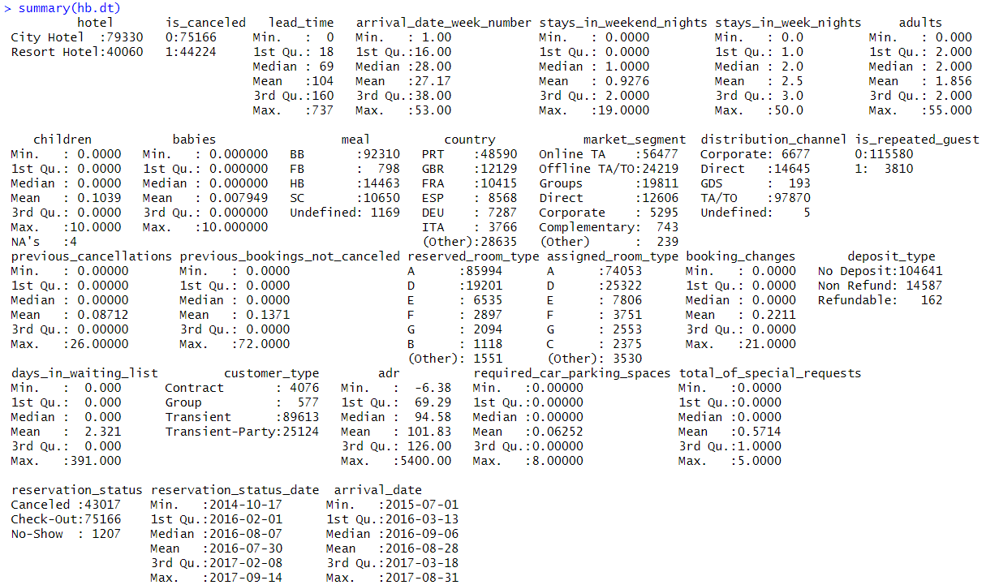 > summary(hb.dt)
          hotel       is_canceled   lead_time   arrival_date_week_number stays_in_weekend_nights stays_in_week_nights     adults      
 City Hotel  :79330   0:75166     Min.   :  0   Min.   : 1.00            Min.   : 0.0000         Min.   : 0.0         Min.   : 0.000  
 Resort Hotel:40060   1:44224     1st Qu.: 18   1st Qu.:16.00            1st Qu.: 0.0000         1st Qu.: 1.0         1st Qu.: 2.000  
                                  Median : 69   Median :28.00            Median : 1.0000         Median : 2.0         Median : 2.000  
                                  Mean   :104   Mean   :27.17            Mean   : 0.9276         Mean   : 2.5         Mean   : 1.856  
                                  3rd Qu.:160   3rd Qu.:38.00            3rd Qu.: 2.0000         3rd Qu.: 3.0         3rd Qu.: 2.000  
                                  Max.   :737   Max.   :53.00            Max.   :19.0000         Max.   :50.0         Max.   :55.000  
    children           babies                 meal          country            market_segment  distribution_channel is_repeated_guest
 Min.   : 0.0000   Min.   : 0.000000   BB       :92310   PRT    :48590   Online TA    :56477   Corporate: 6677      0:115580
 1st Qu.: 0.0000   1st Qu.: 0.000000   FB       :  798   GBR    :12129   Offline TA/TO:24219   Direct   :14645      1:  3810
 Median : 0.0000   Median : 0.000000   HB       :14463   FRA    :10415   Groups       :19811   GDS      :  193
 Mean   : 0.1039   Mean   : 0.007949   SC       :10650   ESP    : 8568   Direct       :12606   TA/TO    :97870
 3rd Qu.: 0.0000   3rd Qu.: 0.000000   Undefined: 1169   DEU    : 7287   Corporate    : 5295   Undefined:    5
 Max.   :10.0000   Max.   :10.000000                     ITA    : 3766   Complementary:  743
 NA's   :4                                               (Other):28635   (Other)      :  239
 previous_cancellations previous_bookings_not_canceled reserved_room_type assigned_room_type booking_changes       deposit_type
 Min.   : 0.00000       Min.   : 0.0000                A      :85994      A      :74053      Min.   : 0.0000   No Deposit:104641
 1st Qu.: 0.00000       1st Qu.: 0.0000                D      :19201      D      :25322      1st Qu.: 0.0000   Non Refund: 14587
 Median : 0.00000       Median : 0.0000                E      : 6535      E      : 7806      Median : 0.0000   Refundable:   162
 Mean   : 0.08712       Mean   : 0.1371                F      : 2897      F      : 3751      Mean   : 0.2211
 3rd Qu.: 0.00000       3rd Qu.: 0.0000                G      : 2094      G      : 2553      3rd Qu.: 0.0000
 Max.   :26.00000       Max.   :72.0000                B      : 1118      C      : 2375      Max.   :21.0000
                                                       (Other): 1551      (Other): 3530
 days_in_waiting_list         customer_type        adr          required_car_parking_spaces total_of_special_requests
 Min.   :  0.000      Contract       : 4076   Min.   :  -6.38   Min.   :0.00000             Min.   :0.0000
 1st Qu.:  0.000      Group          :  577   1st Qu.:  69.29   1st Qu.:0.00000             1st Qu.:0.0000
 Median :  0.000      Transient      :89613   Median :  94.58   Median :0.00000             Median :0.0000
 Mean   :  2.321      Transient-Party:25124   Mean   : 101.83   Mean   :0.06252             Mean   :0.5714
 3rd Qu.:  0.000                              3rd Qu.: 126.00   3rd Qu.:0.00000             3rd Qu.:1.0000
 Max.   :391.000                              Max.   :5400.00   Max.   :8.00000             Max.   :5.0000
 reservation_status reservation_status_date  arrival_date
 Canceled :43017    Min.   :2014-10-17      Min.   :2015-07-01
 Check-Out:75166    1st Qu.:2016-02-01      1st Qu.:2016-03-13
 No-Show  : 1207    Median :2016-08-07      Median :2016-09-06
                    Mean   :2016-07-30      Mean   :2016-08-28
                    3rd Qu.:2017-02-08      3rd Qu.:2017-03-18
                    Max.   :2017-09-14      Max.   :2017-08-31